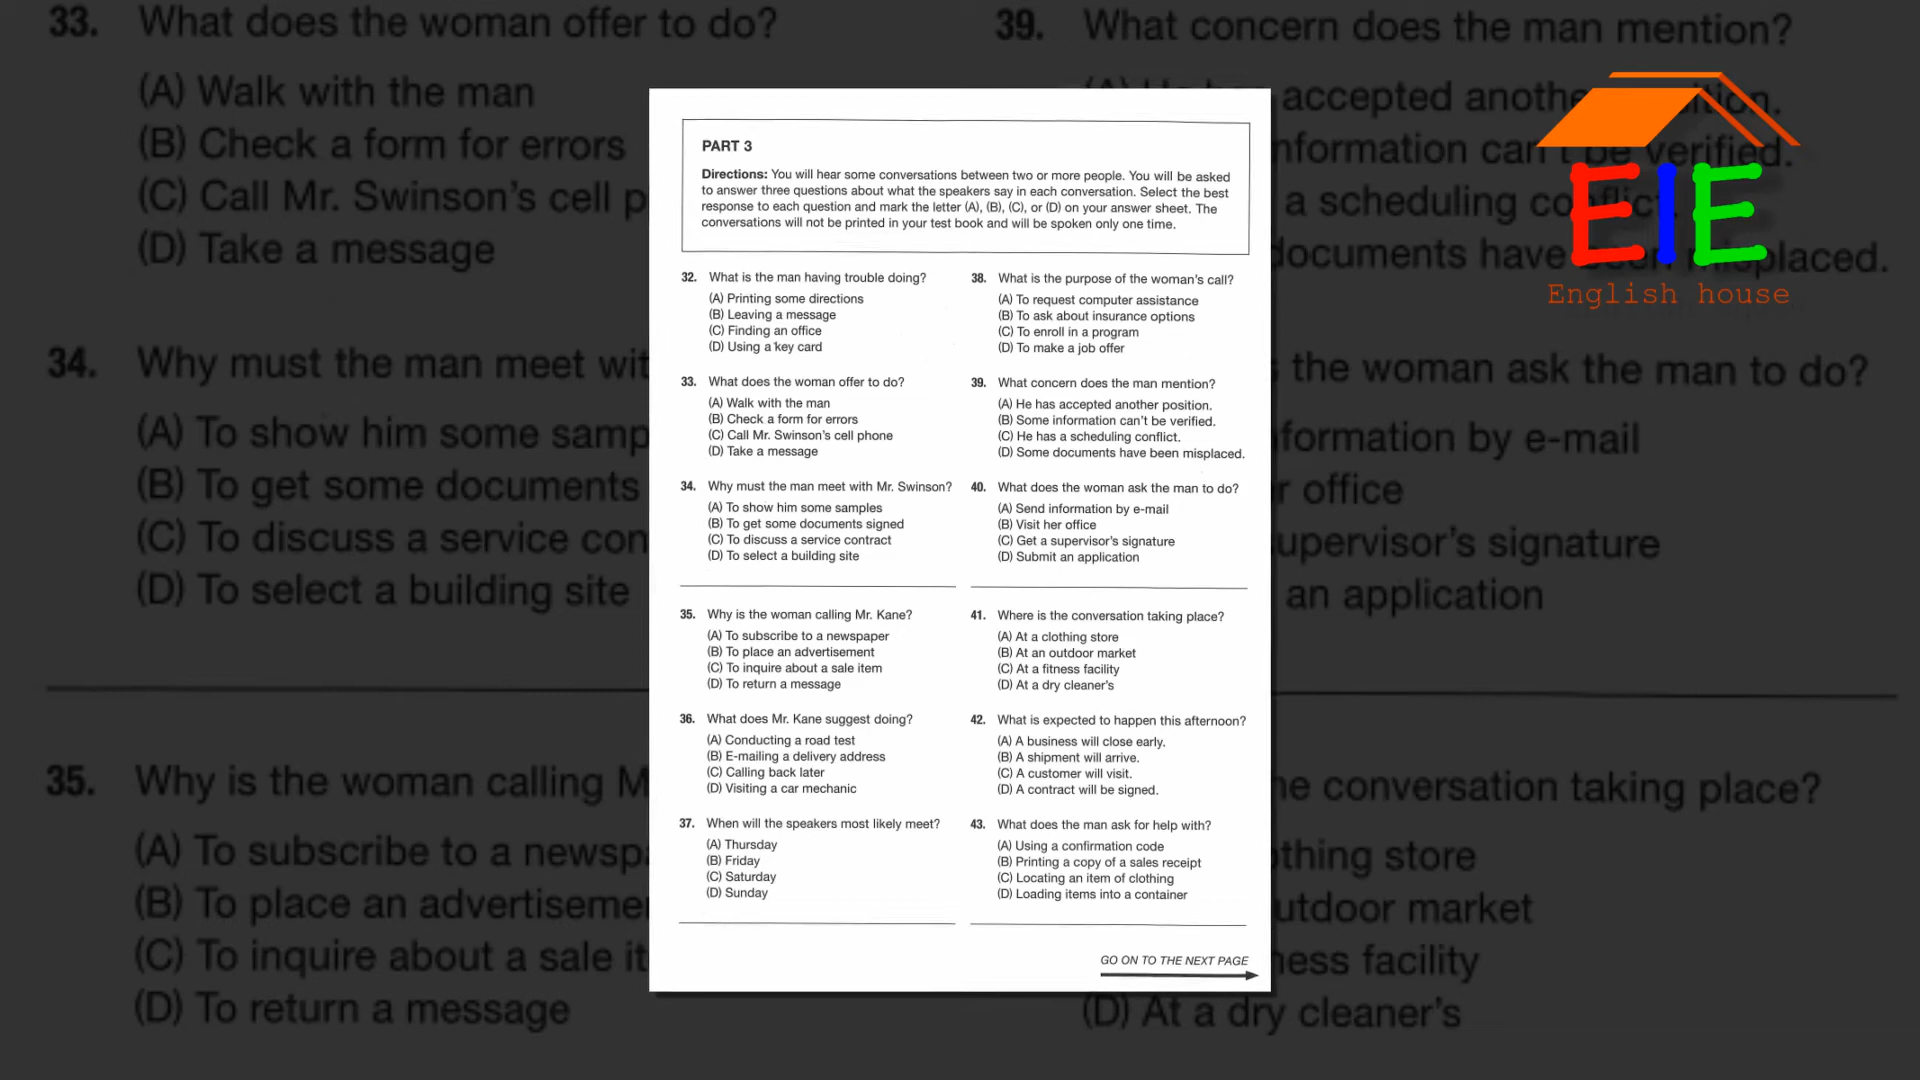 PART 3
Directions: You will hear some conversations between two or more people. You will be asked
to answer three questions about what the speakers say in each conversation. Select the best
response to each question and mark the letter (A), (B), (C), or (D) on your answer sheet. The
conversations will not be printed in your test book and will be spoken only one time.
32. What is the man having trouble doing?
(A) Printing some directions
(B) Leaving a message
(C) Finding an office
(D) Using a key card
33. What does the woman offer to do?
(A) Walk with the man
(B) Check a form for errors
(C) Call Mr. Swinson's cell phone
(D) Take a message
34. Why must the man meet with Mr. Swinson?
(A) To show him some samples
(B) To get some documents signed
(C) To discuss a service contract
(D) To select a building site
35. Why is the woman calling Mr. Kane?
(A) To subscribe to a newspaper
(B) To place an advertisement
(C) To inquire about a sale item
(D) To return a message
36. What does Mr. Kane suggest doing?
(A) Conducting a road test
(B) E-mailing a delivery address
(C) Calling back later
(D) Visiting a car mechanic
37. When will the speakers most likely meet?
(A) Thursday
(B) Friday
(C) Saturday
(D) Sunday
38. What is the purpose of the woman's call?
(A) To request computer assistance
(B) To ask about insurance options
(C) To enroll in a program
(D) To make a job offer
39. What concern does the man mention?
(A) He has accepted another position.
(B) Some information can't be verified.
(C) He has a scheduling conflict.
(D) Some documents have been misplaced.
40. What does the woman ask the man to do?
(A) Send information by e-mail
(B) Visit her office
(C) Get a supervisor's signature
(D) Submit an application
41. Where is the conversation taking place?
(A) At a clothing store
(B) At an outdoor market
(C) At a fitness facility
(D) At a dry cleaner's
42. What is expected to happen this afternoon?
(A) A business will close early.
(B) A shipment will arrive.
(C) A customer will visit.
(D) A contract will be signed.
43. What does the man ask for help with?
(A) Using a confirmation code
(B) Printing a copy of a sales receipt
(C) Locating an item of clothing
(D) Loading items into a container
GO ON TO THE NEXT PAGE
EIE
English house
33. What does the woman offer to do?
(A) Walk with the man
(B) Check a form for errors
(C) Call Mr. Swinson's cell
(D) Take a message
34. Why must the man meet
(A) To show him some
(B) To get some documents
(C) To discuss a service
(D) To select a building site
35. Why is the woman calling
(A) To subscribe to a
(B) To place an
(C) To inquire about a sale
(D) To return a message
39. What concern does the man mention?
accepted
can't be verified.
a scheduling
documents have been misplaced.
the woman ask the man to do?
by e-mail
office
signature
an application
conversation taking place?
store
market
facility
(D) At a dry cleaner's